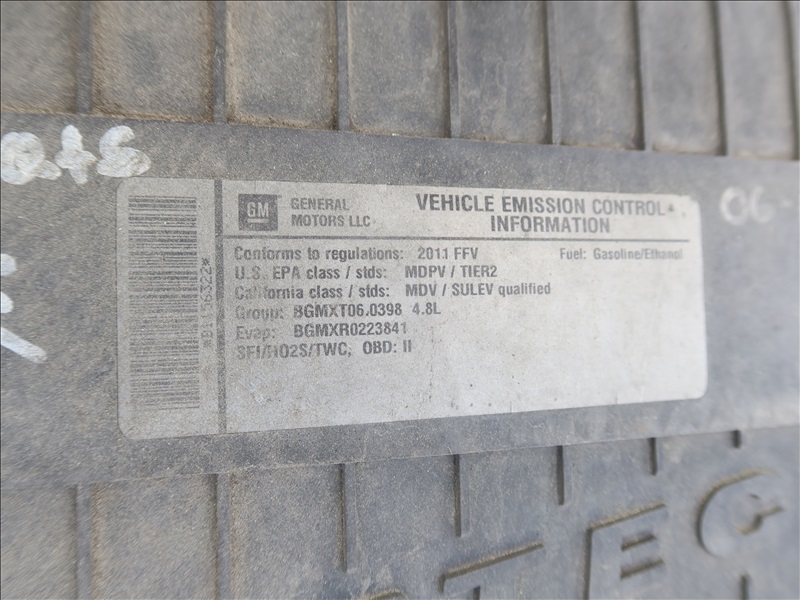 GM
GENERAL
MOTORS LLC
VEHICLE EMISSION CONTROL
INFORMATION
Conforms to regulations: 2011 FFV Fuel: Gasoline/Ethanol
U.S. EPA class / stds: MDPV / TIER2
California class / stds: MDV / SULEV qualified
Group: BGMXT06.0398 4.8L
Evap: BGMXR0223841
SFI/HO2S/TWC, OBD: II
06-
TEC